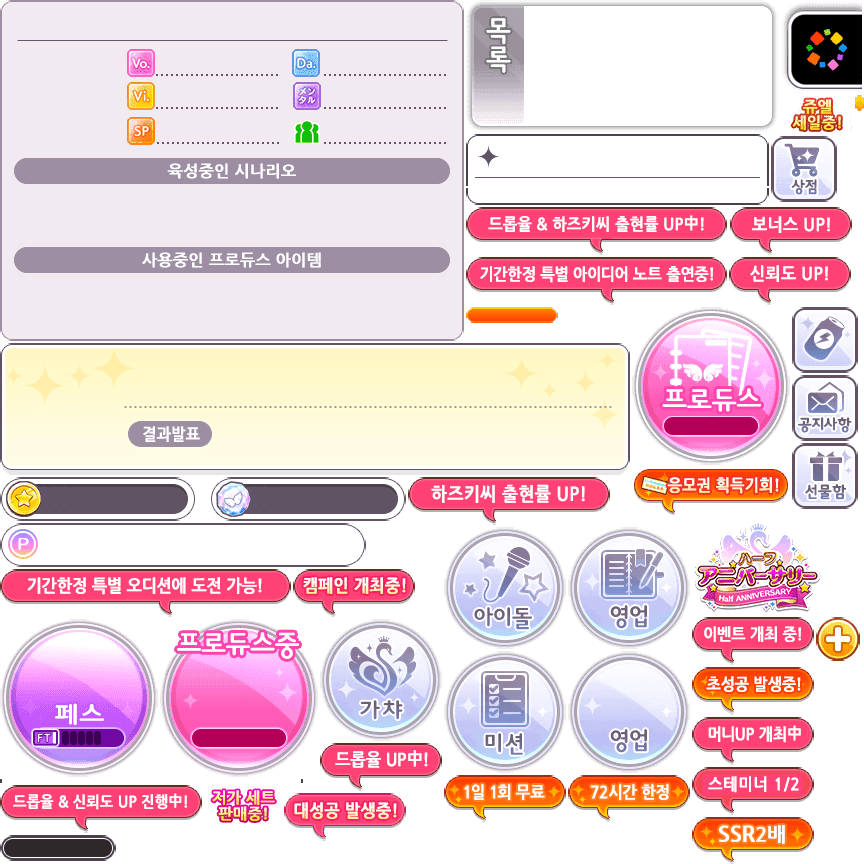 Vo.
Da.
Vi.
メンタル
SP
육성중인 시나리오
사용중인 프로듀스 아이템
목록
쥬엘
세일중!
상점
드롭율 & 하즈키씨 출현률 UP中!
보너스 UP!
기간한정 특별 아이디어 노트 출연중!
신뢰도 UP!
프로듀스
공지사항
선물함
결과발표
하즈키씨 출현률 UP!
응모권 획득기회!
P
기간한정 특별 오디션에 도전 가능!
캠페인 개최중!
아이돌
영업
ハーフ
アニバーサリー
Half ANNIVERSARY
이벤트 개최 중!
페스
FT
프로듀스중
가챠
미션
영업
초성공 발생중!
머니UP 개최中
드롭율 UP中!
스테미너 1/2
드롭율 & 신뢰도 UP 진행中!
저가 세트
판매중!
대성공 발생중!
1일 1회 무료
72시간 한정
SSR2배